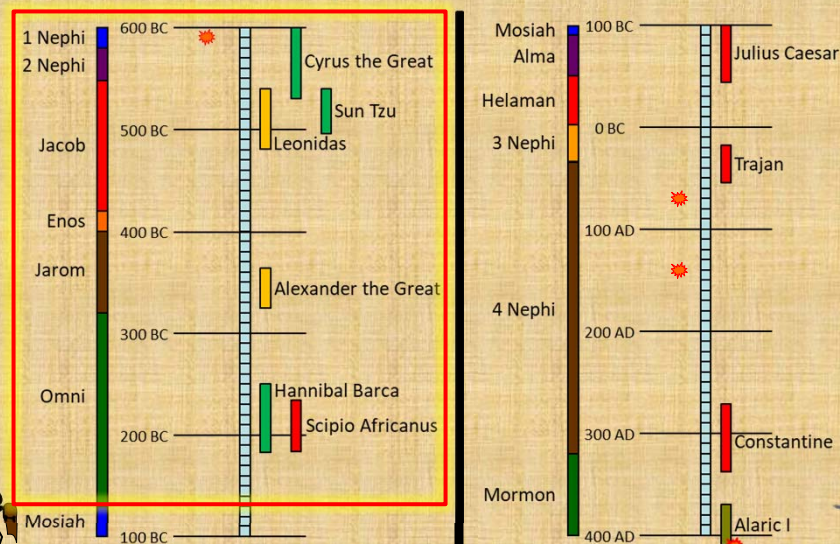 600 BC
1 Nephi
2 Nephi
Cyrus the Great
Sun Tzu
500 BC
Leonidas
Jacob
Enos
400 BC
Jarom
Alexander the Great
300 BC
Hannibal Barca
Omni
Scipio Africanus
200 BC
Mosiah
100 BC
100 BC
Mosiah
Julius Caesar
Alma
Helaman
0 BC
3 Nephi
Trajan
100 AD
4 Nephi
200 AD
300 AD
Constantine
Mormon
Alaric I
400 AD